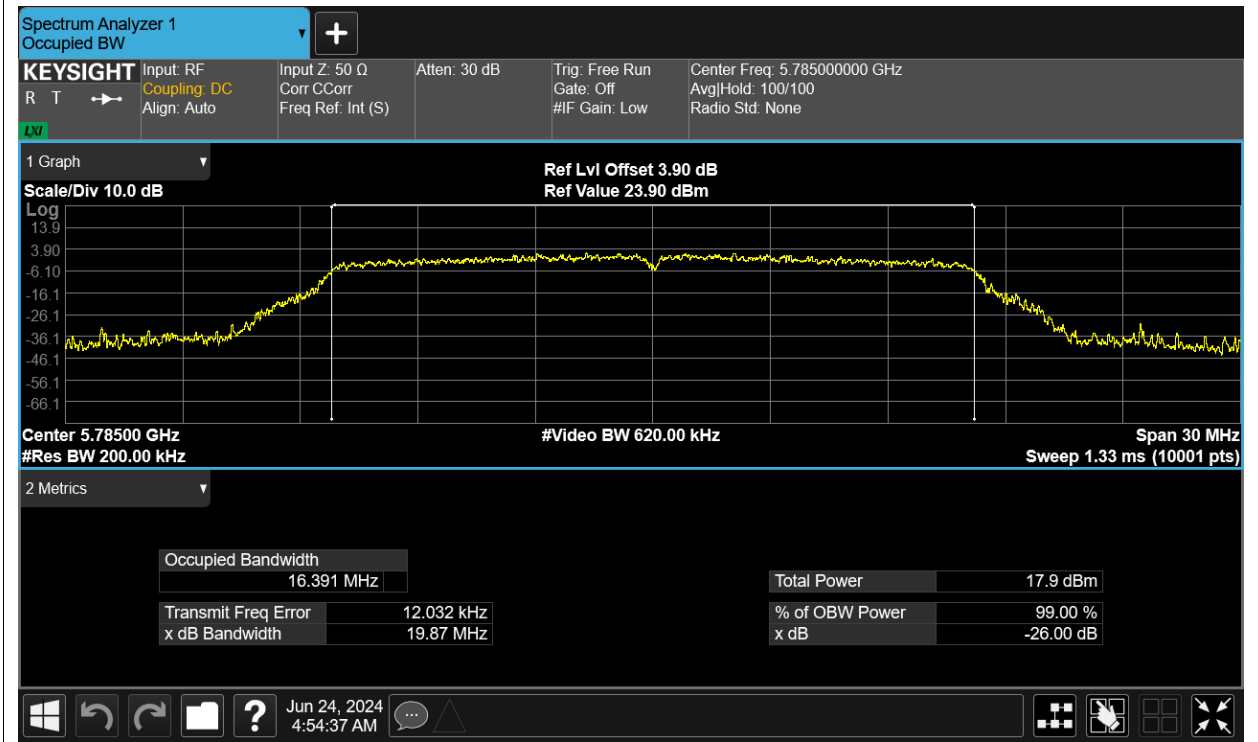 Spectrum Analyzer 1
Occupied BW
KEYSIGHT
R T
LXI
Input: RF
Coupling: DC
Align: Auto
Input Z: 50 Ω
Corr CCorr
Freq Ref: Int (S)
Atten: 30 dB
Trig: Free Run
Gate: Off
#IF Gain: Low
Center Freq: 5.785000000 GHz
Avg|Hold: 100/100
Radio Std: None
1 Graph
Scale/Div 10.0 dB
Ref Lvl Offset 3.90 dB
Ref Value 23.90 dBm
Log
13.9
3.90
-6.10
-16.1
-26.1
-36.1
-46.1
-56.1
-66.1
Center 5.78500 GHz
#Res BW 200.00 kHz
#Video BW 620.00 kHz
Span 30 MHz
Sweep 1.33 ms (10001 pts)
2 Metrics
Occupied Bandwidth
16.391 MHz
Transmit Freq Error 12.032 kHz
x dB Bandwidth 19.87 MHz
Total Power 17.9 dBm
% of OBW Power 99.00 %
x dB -26.00 dB
?
Jun 24, 2024
4:54:37 AM